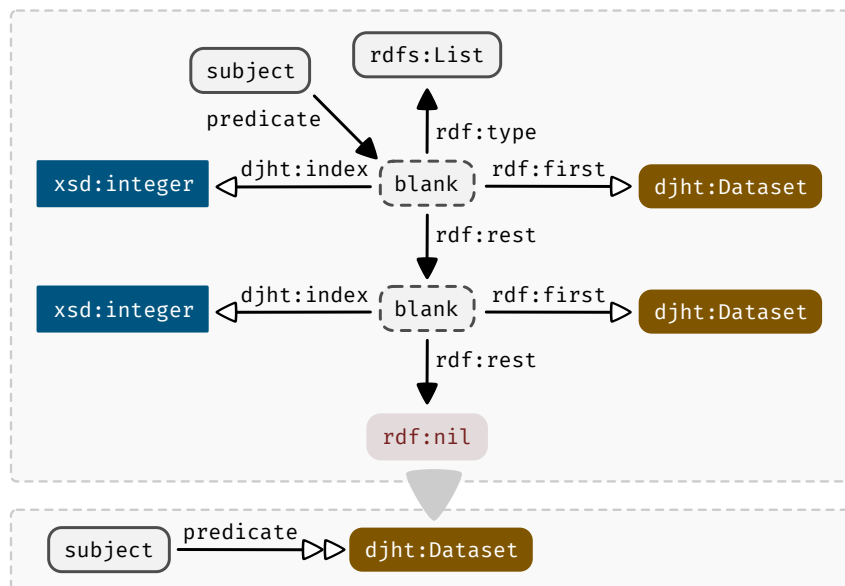 rdfs:List
subject
predicate
rdf:type
xsd:integer
djht:index
blank
rdf:first
djht:Dataset
rdf:rest
xsd:integer
djht:index
blank
rdf:first
djht:Dataset
rdf:rest
rdf:nil
subject
predicate
djht:Dataset